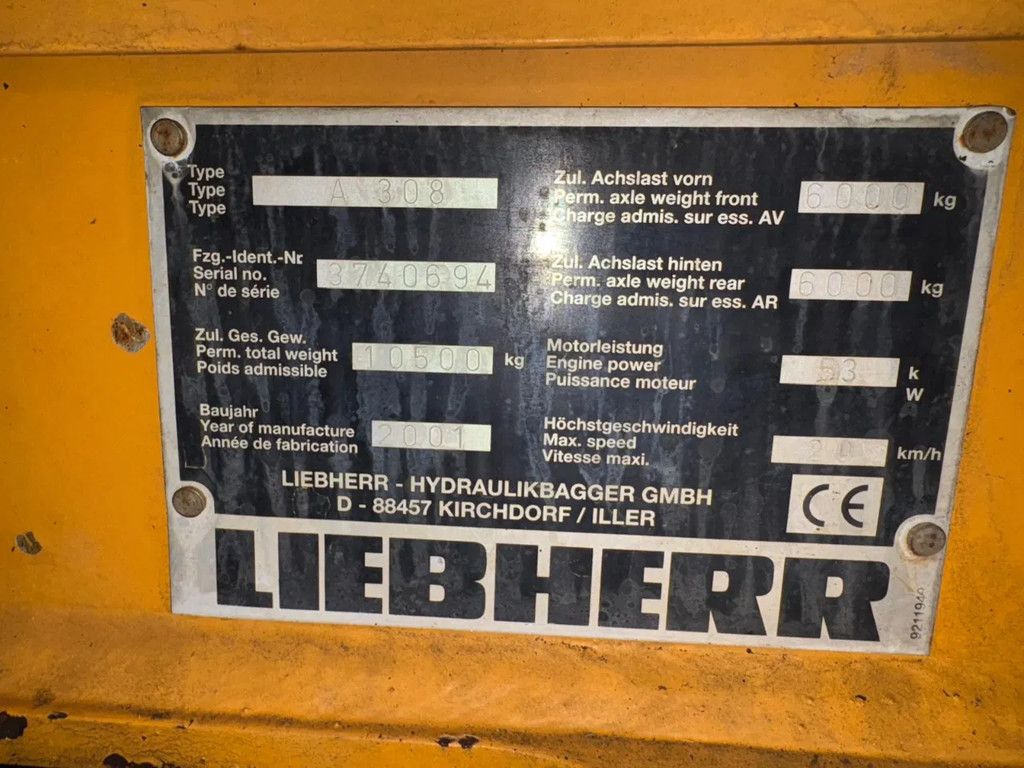 Type
Type
Type
A 308
Fzg.-Ident.-Nr.
Serial no.
N° de série
3740694
Zul. Ges. Gew.
Perm. total weight
Poids admissible
10500 kg
Baujahr
Year of manufacture
Année de fabrication
2001
Zul. Achslast vorn
Perm. axle weight front
Charge admis. sur ess. AV
6000 kg
Zul. Achslast hinten
Perm. axle weight rear
Charge admis. sur ess. AR
6000 kg
Motorleistung
Engine power
Puissance moteur
53 k
W
Höchstgeschwindigkeit
Max. speed
Vitesse maxi.
20 km/h
LIEBHERR - HYDRAULIKBAGGER GMBH
D - 88457 KIRCHDORF / ILLER
CE
LIEBHERR